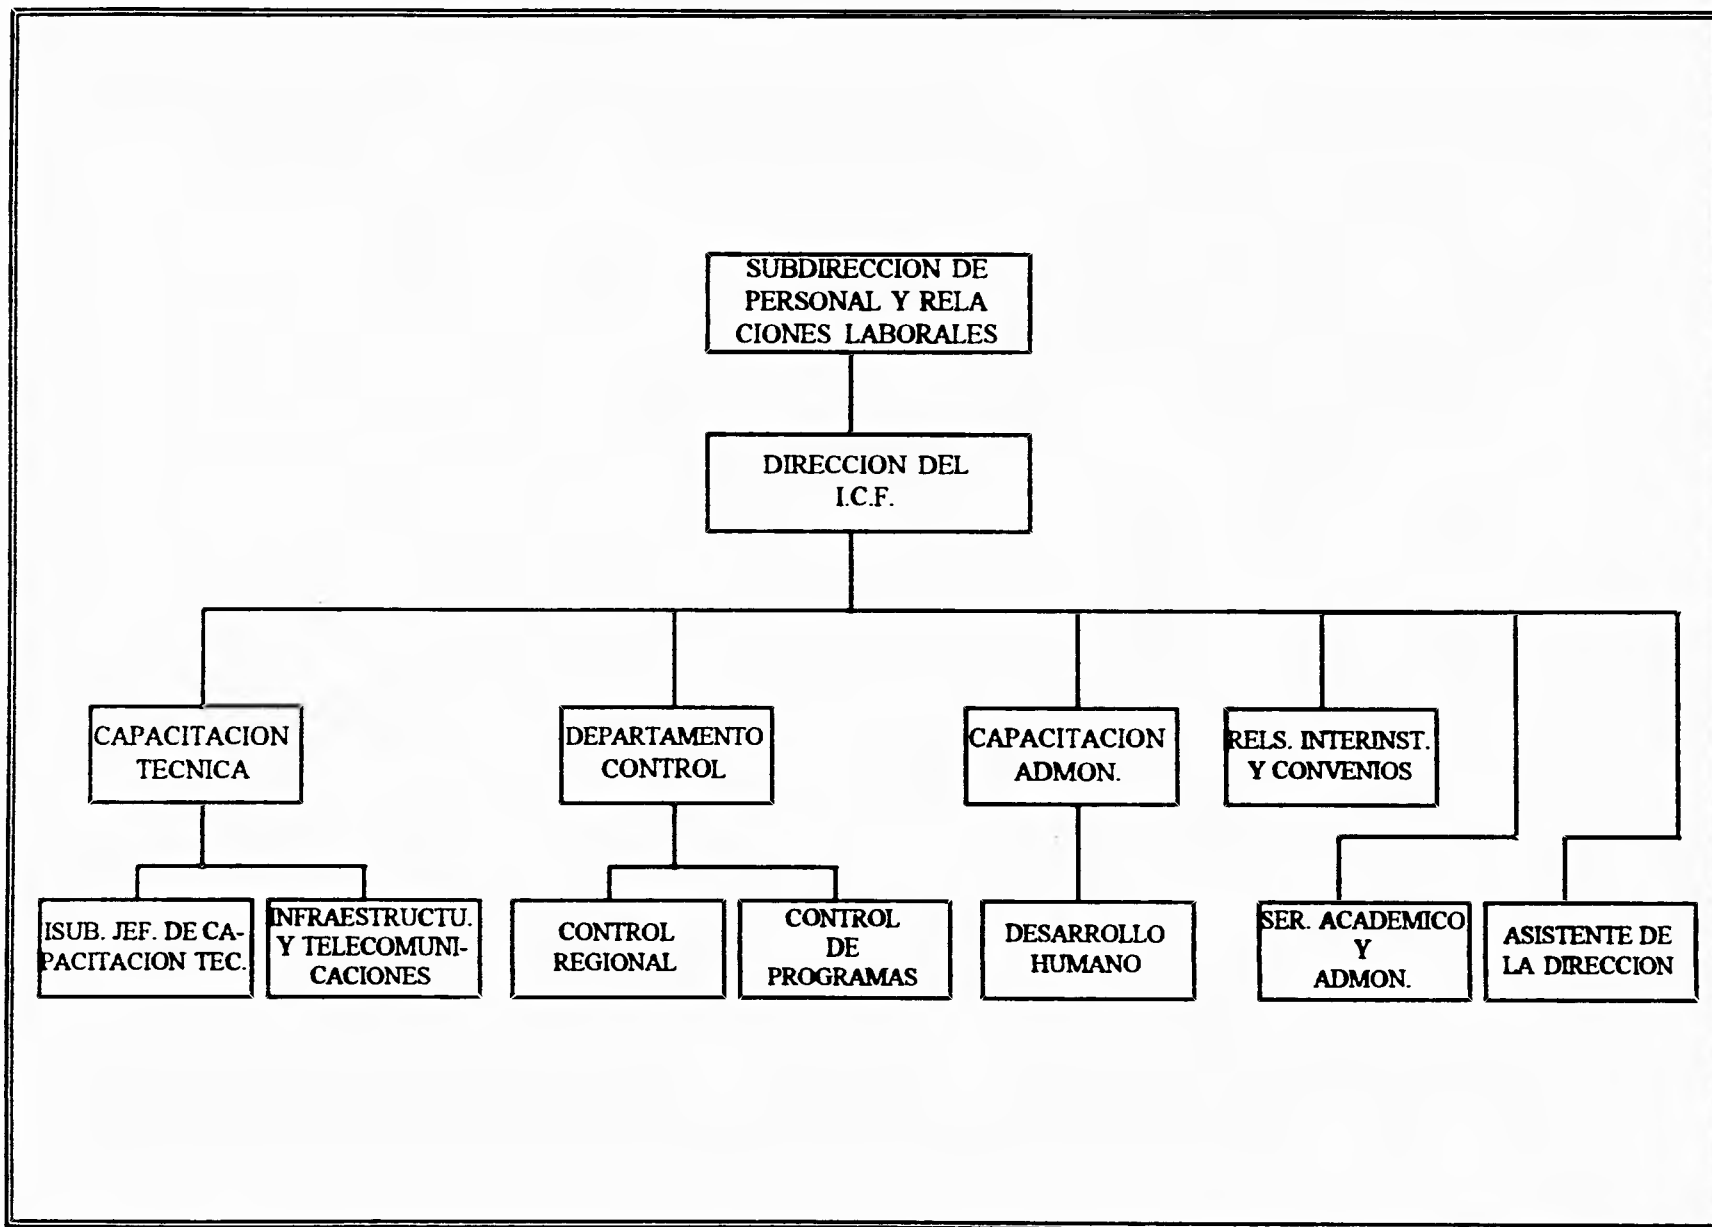 SUBDIRECCION DE
PERSONAL Y RELA
CIONES LABORALES
DIRECCION DEL
I.C.F.
CAPACITACION
TECNICA
DEPARTAMENTO
CONTROL
CAPACITACION
ADMON.
RELS. INTERINST.
Y CONVENIOS
ISUB. JEF. DE CA-
PACITACION TEC.
INFRAESTRUCTU.
Y TELECOMUNI-
CACIONES
CONTROL
REGIONAL
CONTROL
DE
PROGRAMAS
DESARROLLO
HUMANO
SER. ACADEMICO
Y
ADMON.
ASISTENTE DE
LA DIRECCION